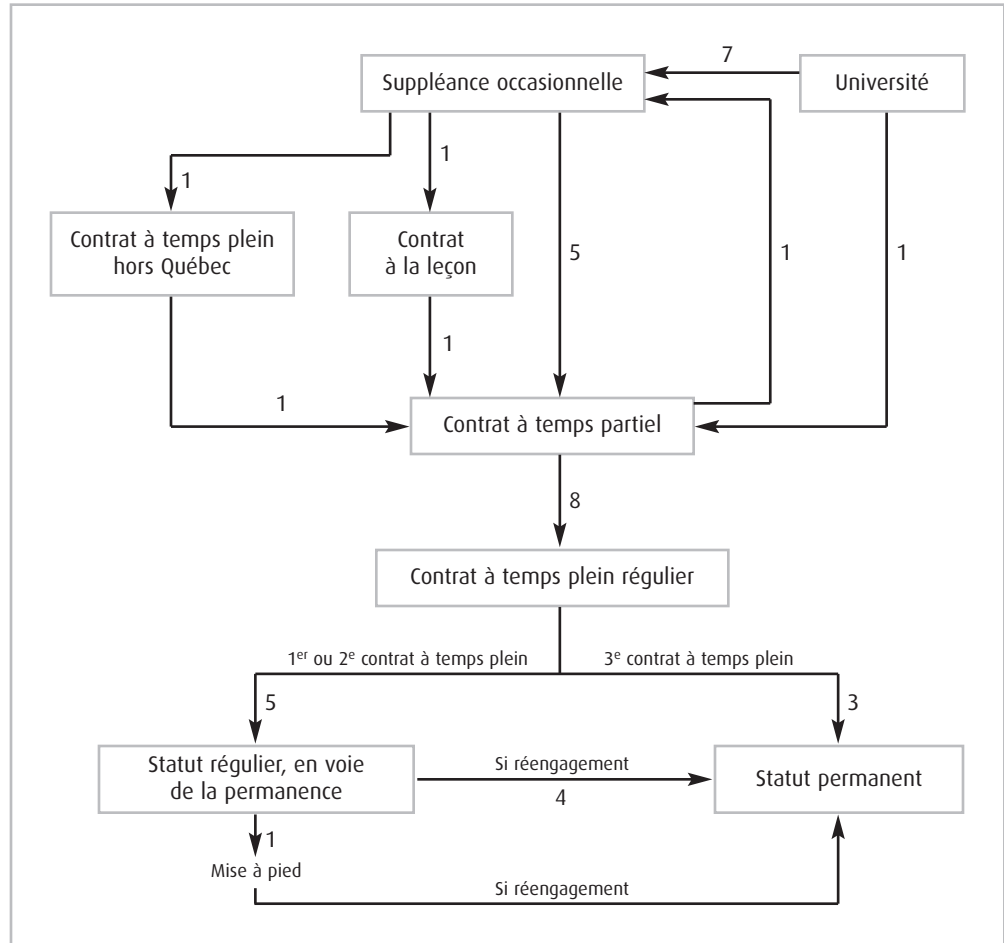 7
Suppléance occasionnelle
Université
1
1
5
1
1
Contrat à temps plein
hors Québec
Contrat
à la leçon
1
1
Contrat à temps partiel
8
Contrat à temps plein régulier
1er ou 2e contrat à temps plein
3e contrat à temps plein
5
3
Statut régulier, en voie
de la permanence
Si réengagement
4
Statut permanent
1
Mise à pied
Si réengagement